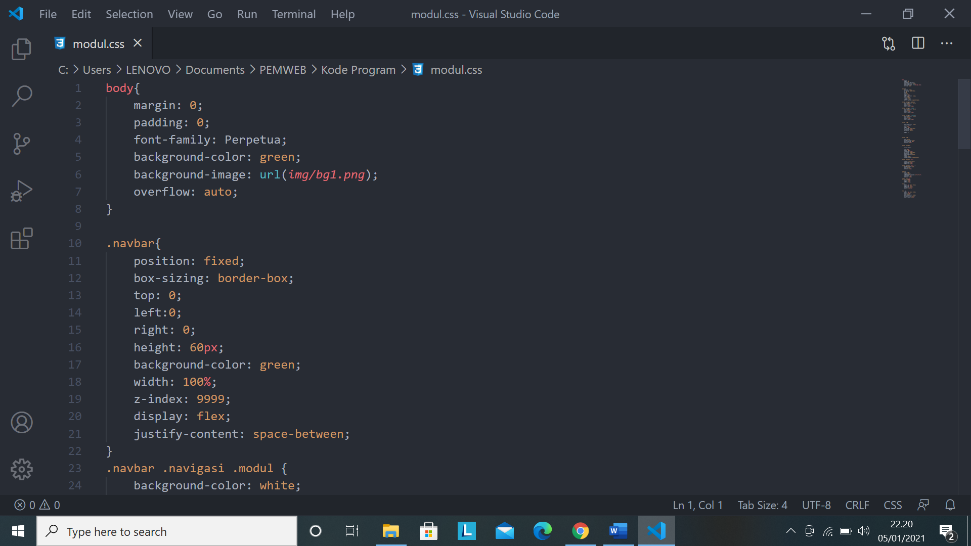 File Edit Selection View Go Run Terminal Help modul.css - Visual Studio Code
modul.css
C: > Users > LENOVO > Documents > PEMWEB > Kode Program > modul.css
1 body{
2 margin: 0;
3 padding: 0;
4 font-family: Perpetua;
5 background-color: green;
6 background-image: url(img/bg1.png);
7 overflow: auto;
8 }
9
10 .navbar{
11 position: fixed;
12 box-sizing: border-box;
13 top: 0;
14 left:0;
15 right: 0;
16 height: 60px;
17 background-color: green;
18 width: 100%;
19 z-index: 9999;
20 display: flex;
21 justify-content: space-between;
22 }
23 .navbar .navigasi .modul {
24 background-color: white;
0 0 Ln 1, Col 1 Tab Size: 4 UTF-8 CRLF CSS
Type here to search
22.20
05/01/2021
2